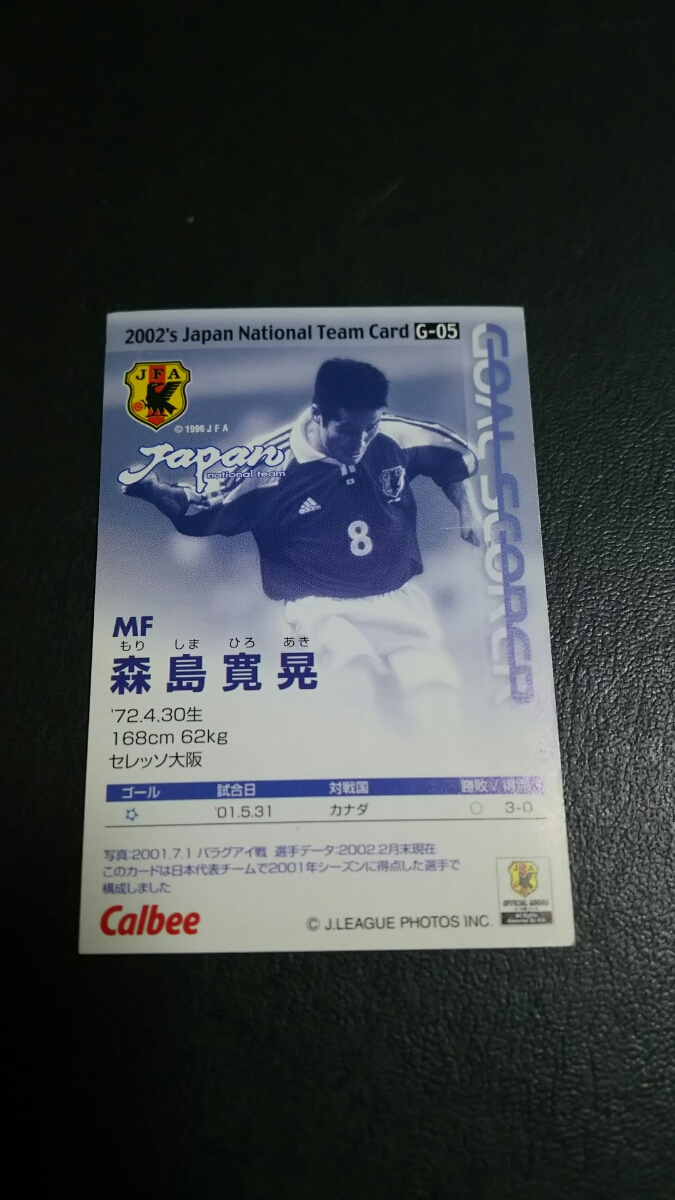 2002's Japan National Team Card G-05
GOAL SCORER
JFA
© 1996 J F A
Japan
national team
8
MF
もり しま ひろ あき
森島寛晃
'72.4.30生
168cm 62kg
セレッソ大阪
ゴール 試合日 対戦国 勝敗/得点
'01.5.31 カナダ ○ 3-0
写真:2001.7.1 パラグアイ戦 選手データ:2002.2月末現在
このカードは日本代表チームで2001年シーズンに得点した選手で
構成しました
Calbee
© J.LEAGUE PHOTOS INC.
JFA
OFFICIAL GOODS